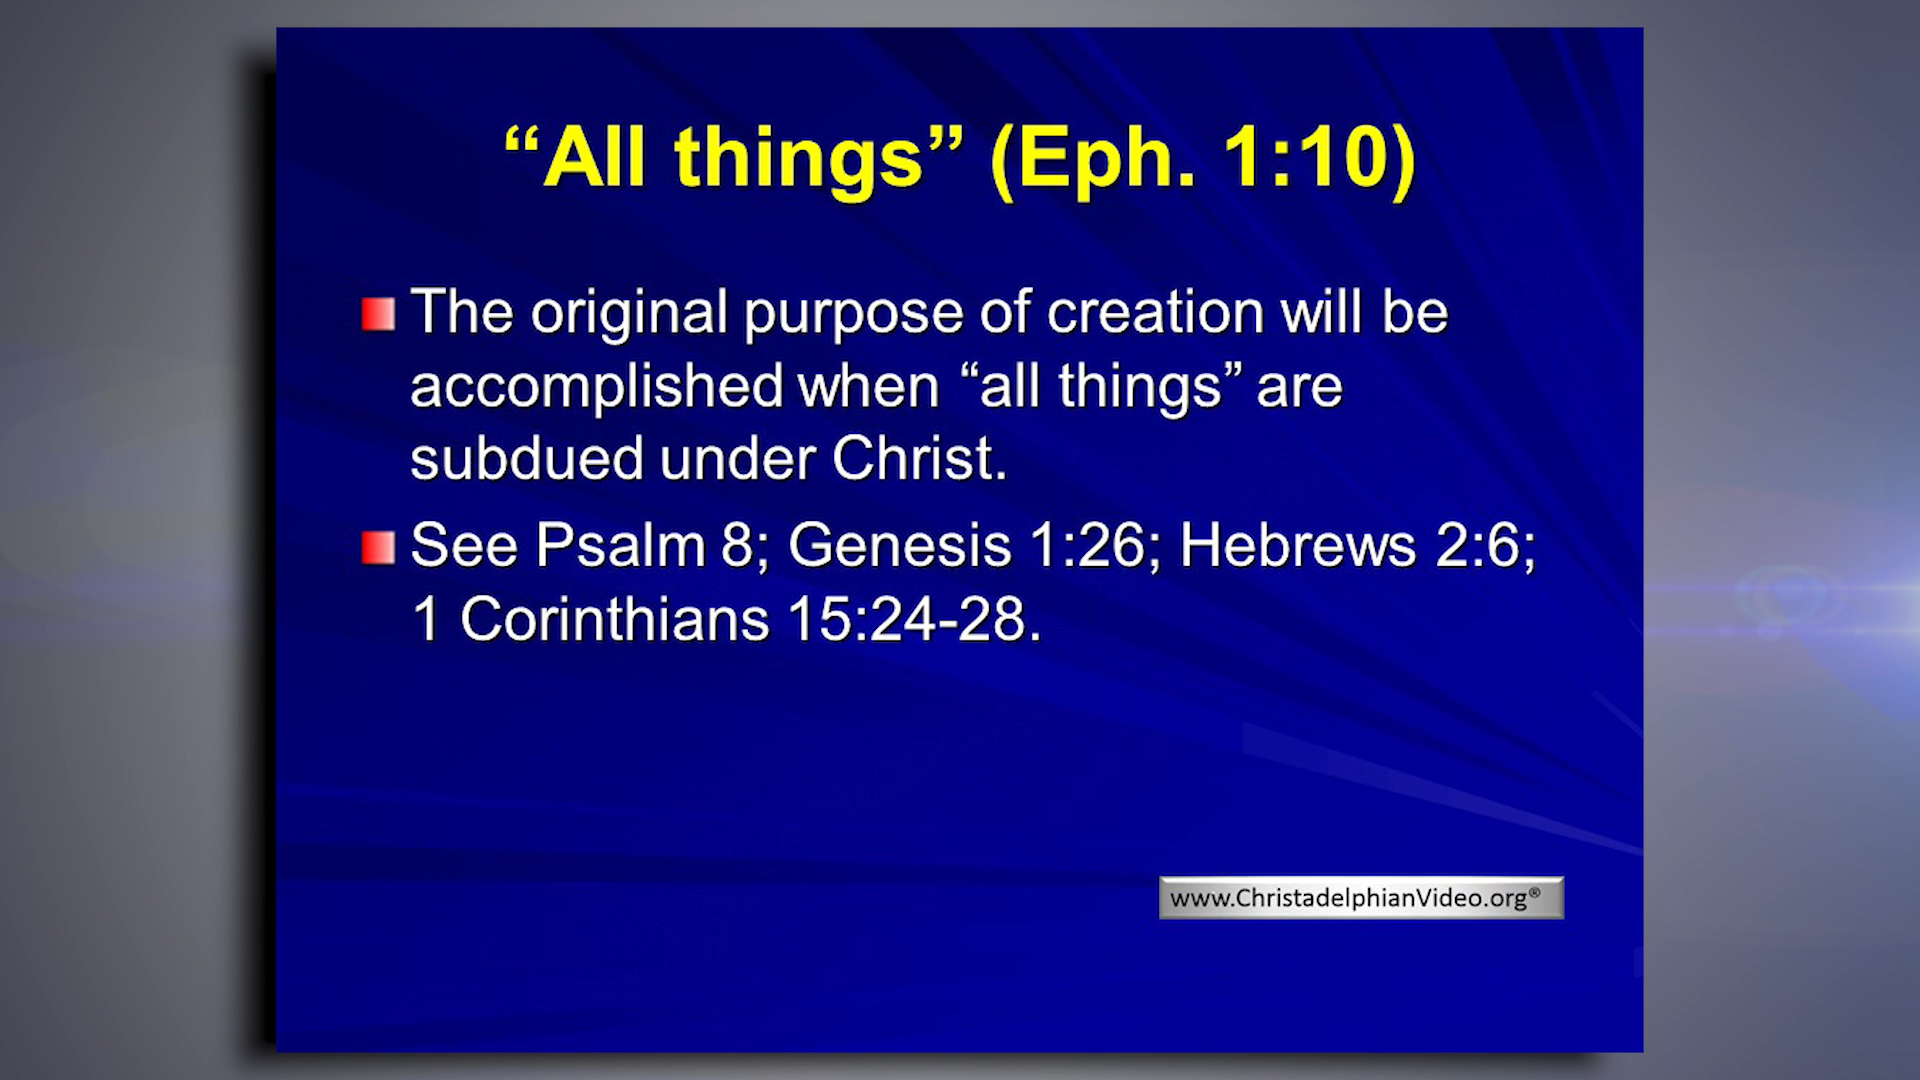 “All things” (Eph. 1:10)
The original purpose of creation will be
accomplished when “all things” are
subdued under Christ.
See Psalm 8; Genesis 1:26; Hebrews 2:6;
1 Corinthians 15:24-28.
www.ChristadelphianVideo.org®